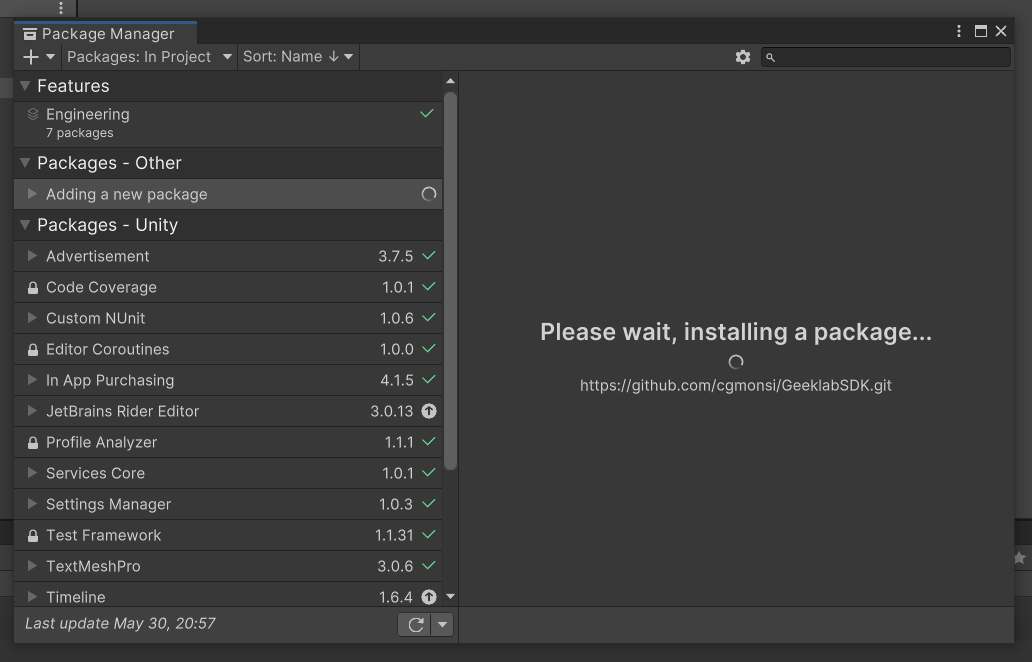 Package Manager
Packages: In Project
Sort: Name ↓
Features
Engineering
7 packages
Packages - Other
Adding a new package
Packages - Unity
Advertisement 3.7.5
Code Coverage 1.0.1
Custom NUnit 1.0.6
Editor Coroutines 1.0.0
In App Purchasing 4.1.5
JetBrains Rider Editor 3.0.13
Profile Analyzer 1.1.1
Services Core 1.0.1
Settings Manager 1.0.3
Test Framework 1.1.31
TextMeshPro 3.0.6
Timeline 1.6.4
Last update May 30, 20:57
Please wait, installing a package...
https://github.com/cgmonsi/GeeklabSDK.git